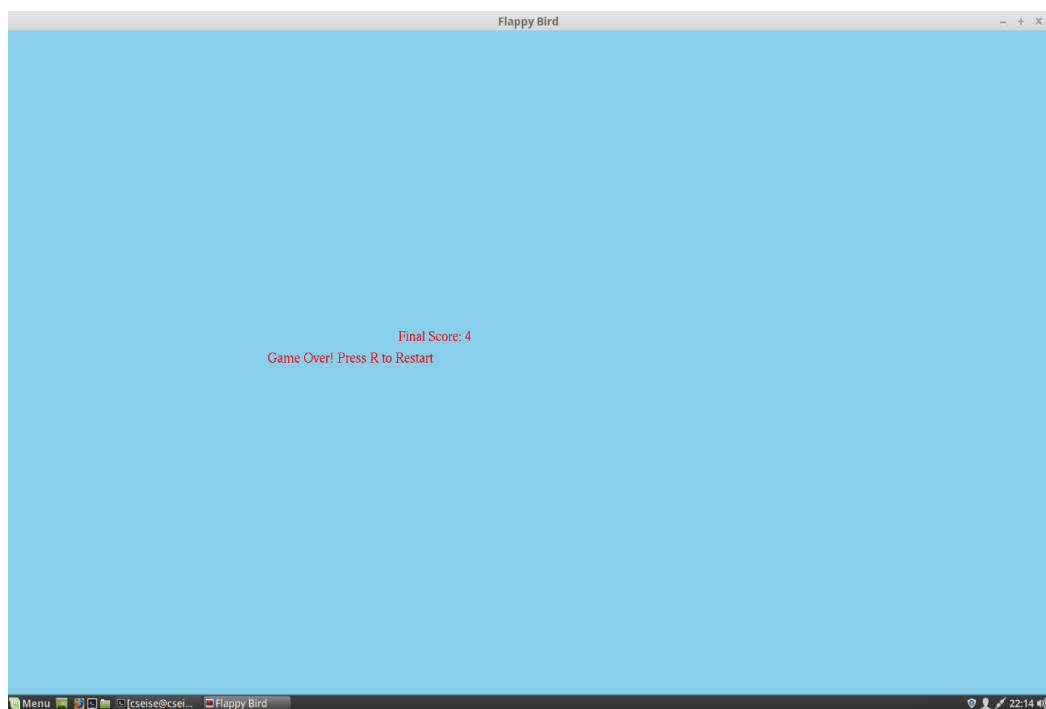 Flappy Bird
Final Score: 4
Game Over! Press R to Restart
Menu [cseise@csei... Flappy Bird 22:14